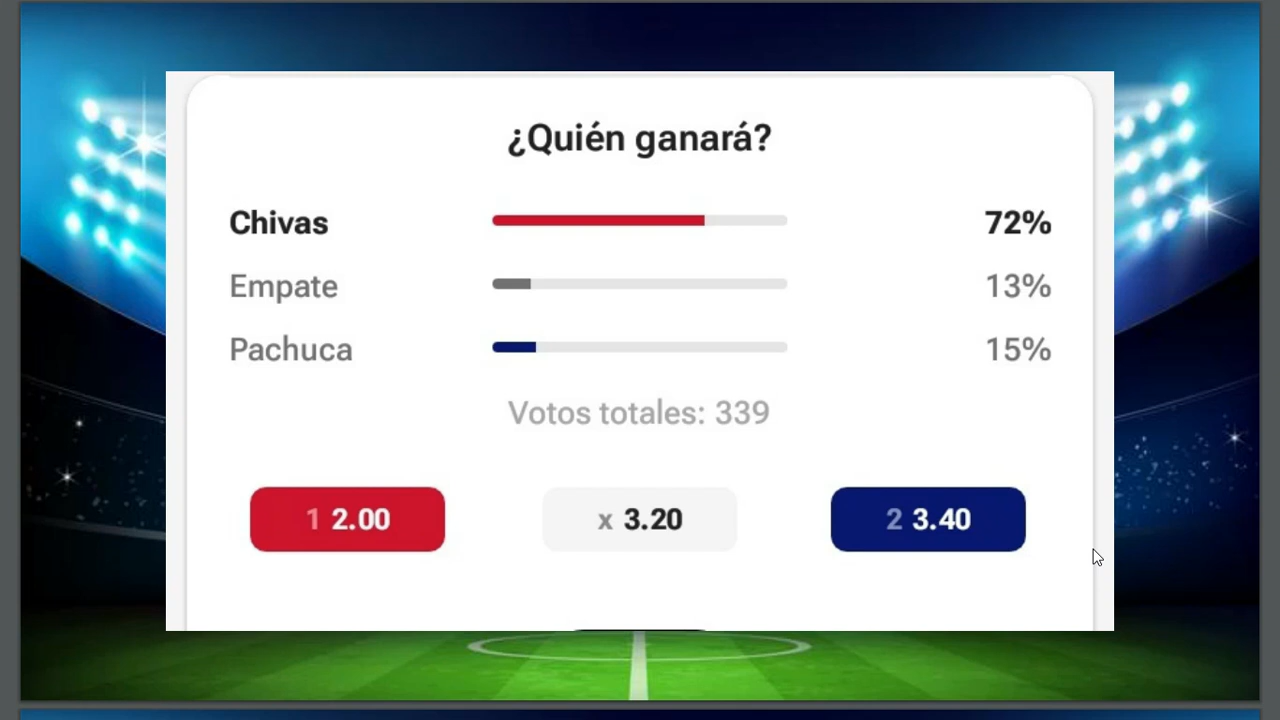 ¿Quién ganará?
Chivas 72%
Empate 13%
Pachuca 15%
Votos totales: 339
1 2.00 x 3.20 2 3.40